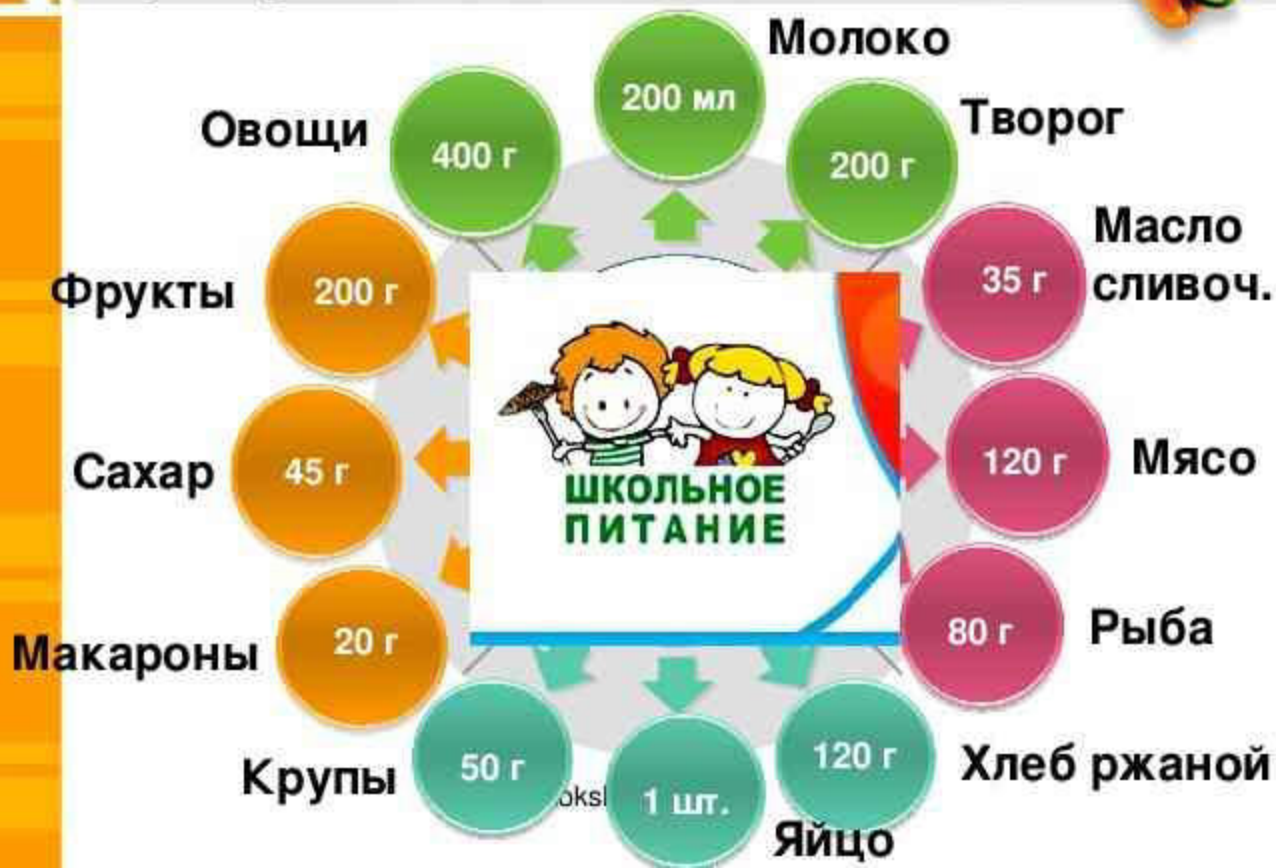 Молоко
200 мл
Творог
200 г
Масло
сливоч.
35 г
Мясо
120 г
Рыба
80 г
Хлеб ржаной
120 г
Яйцо
1 шт.
Крупы
50 г
Макароны
20 г
Сахар
45 г
Фрукты
200 г
Овощи
400 г
ШКОЛЬНОЕ
ПИТАНИЕ